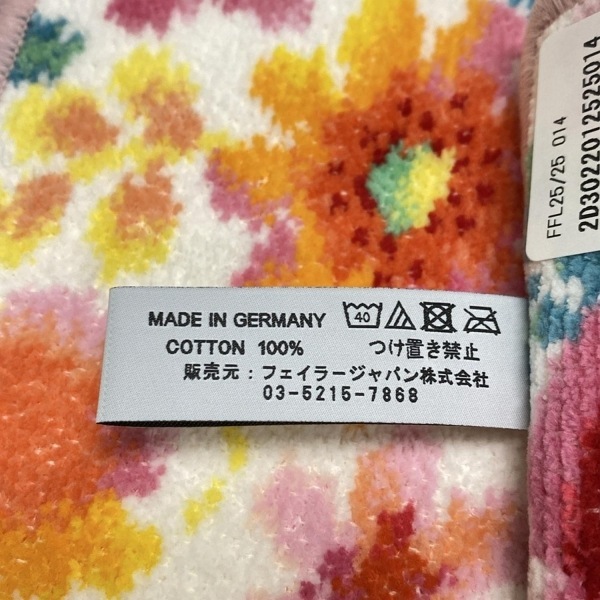 MADE IN GERMANY 40
COTTON 100% つけ置き禁止
販売元：フェイラージャパン株式会社
03-5215-7868
FFL25/25 014
2D3022012525014